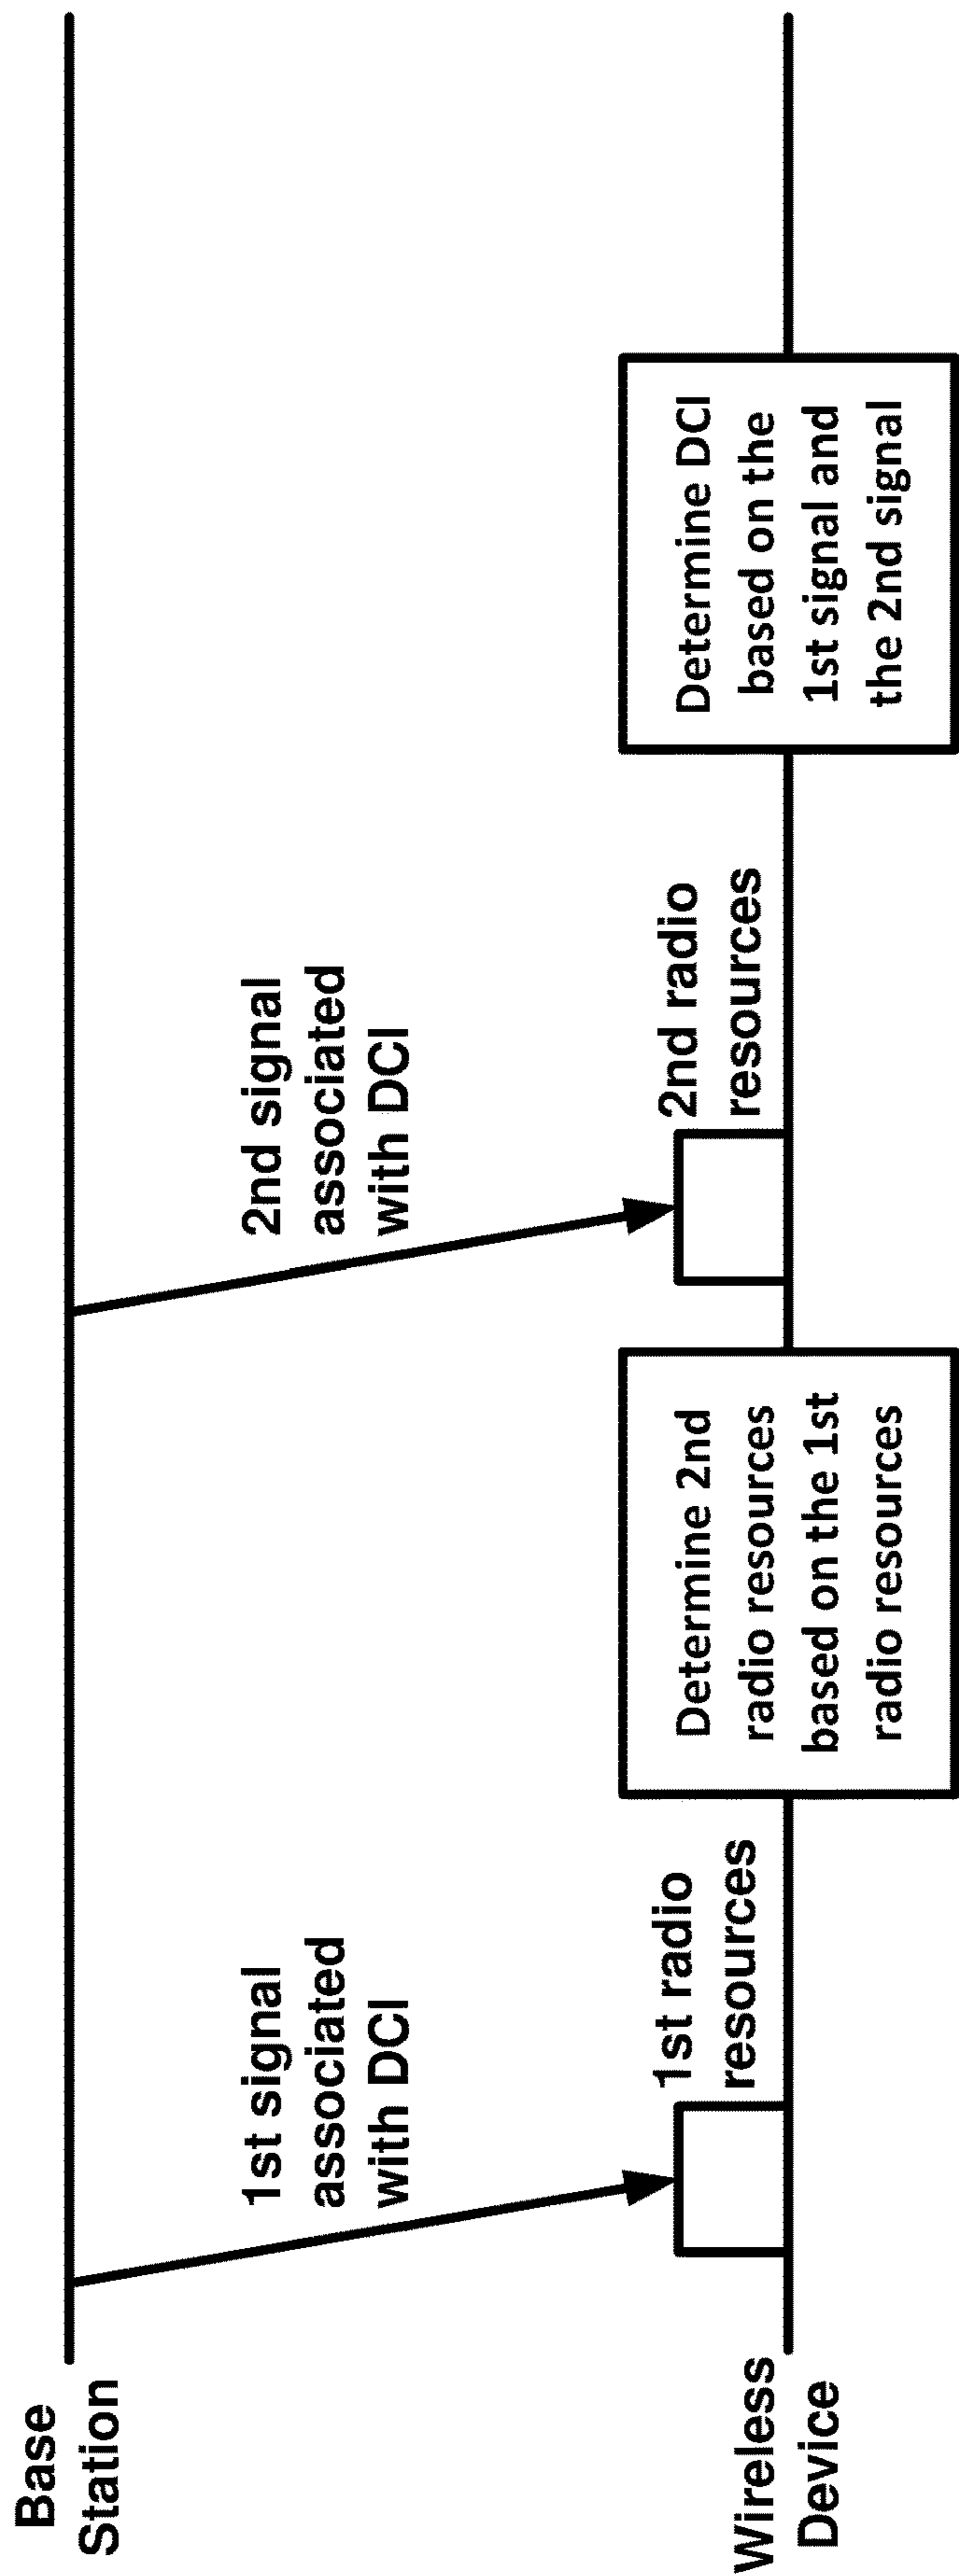 Base
Station
1st signal
associated
with DCI
2nd signal
associated
with DCI
Wireless
Device
1st radio
resources
Determine 2nd
radio resources
based on the 1st
radio resources
2nd radio
resources
Determine DCI
based on the
1st signal and
the 2nd signal